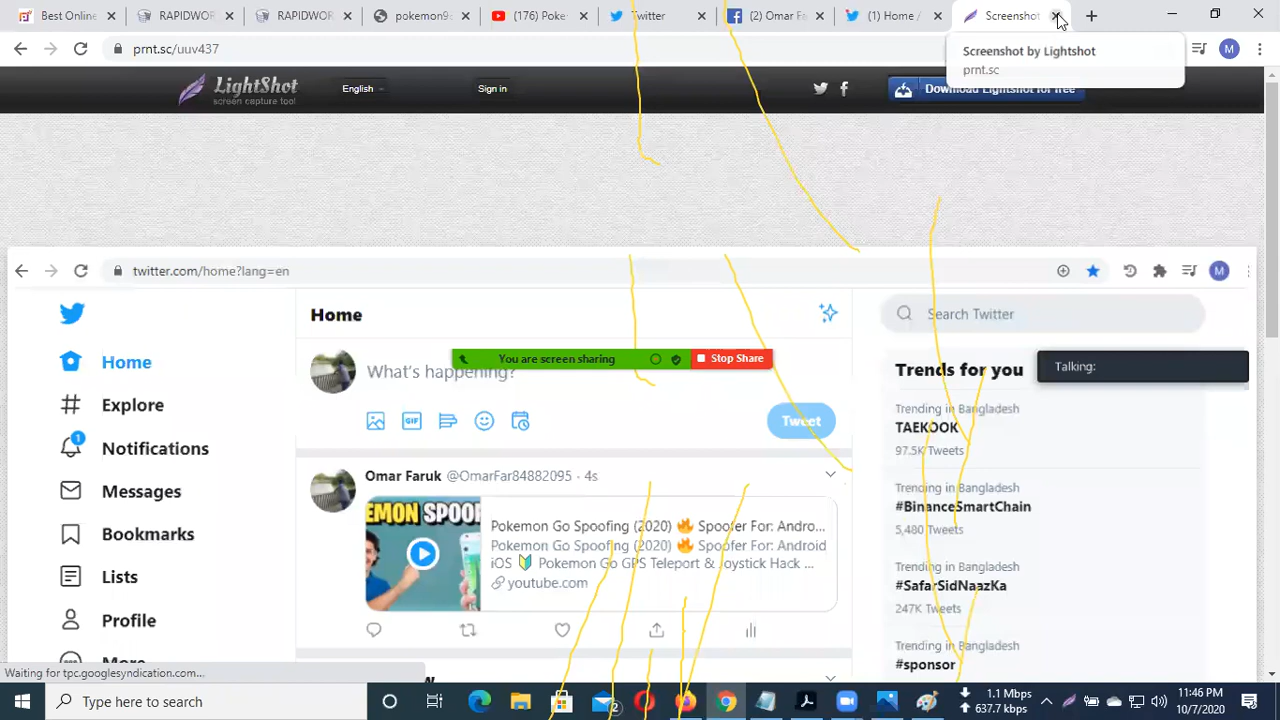 Best Online
RAPIDWOR
RAPIDWOR
pokemon9
(176) Poke
Twitter
(2) Omar Fa
(1) Home /
Screenshot
prnt.sc/uuv437
M
Screenshot by Lightshot
prnt.sc
LightShot
screen capture tool
English
Sign in
Download Lightshot for free
twitter.com/home?lang=en
M
Home
Explore
Notifications
1
Messages
Bookmarks
Lists
Profile
More
Home
What's happening?
You are screen sharing
Stop Share
GIF
Tweet
Omar Faruk @OmarFar84882095 · 4s
EMON SPOO
Pokemon Go Spoofing (2020) 🔥 Spoofer For: Andro...
Pokemon Go Spoofing (2020) 🔥 Spoofer For: Android
iOS 🔰 Pokemon Go GPS Teleport & Joystick Hack ...
youtube.com
Search Twitter
Trends for you
Talking:
Trending in Bangladesh
TAEKOOK
97.5K Tweets
Trending in Bangladesh
#BinanceSmartChain
5,480 Tweets
Trending in Bangladesh
#SafarSidNaazKa
247K Tweets
Trending in Bangladesh
#sponsor
Waiting for tpc.googlesyndication.com...
Type here to search
2
1.1 Mbps
637.7 kbps
11:46 PM
10/7/2020